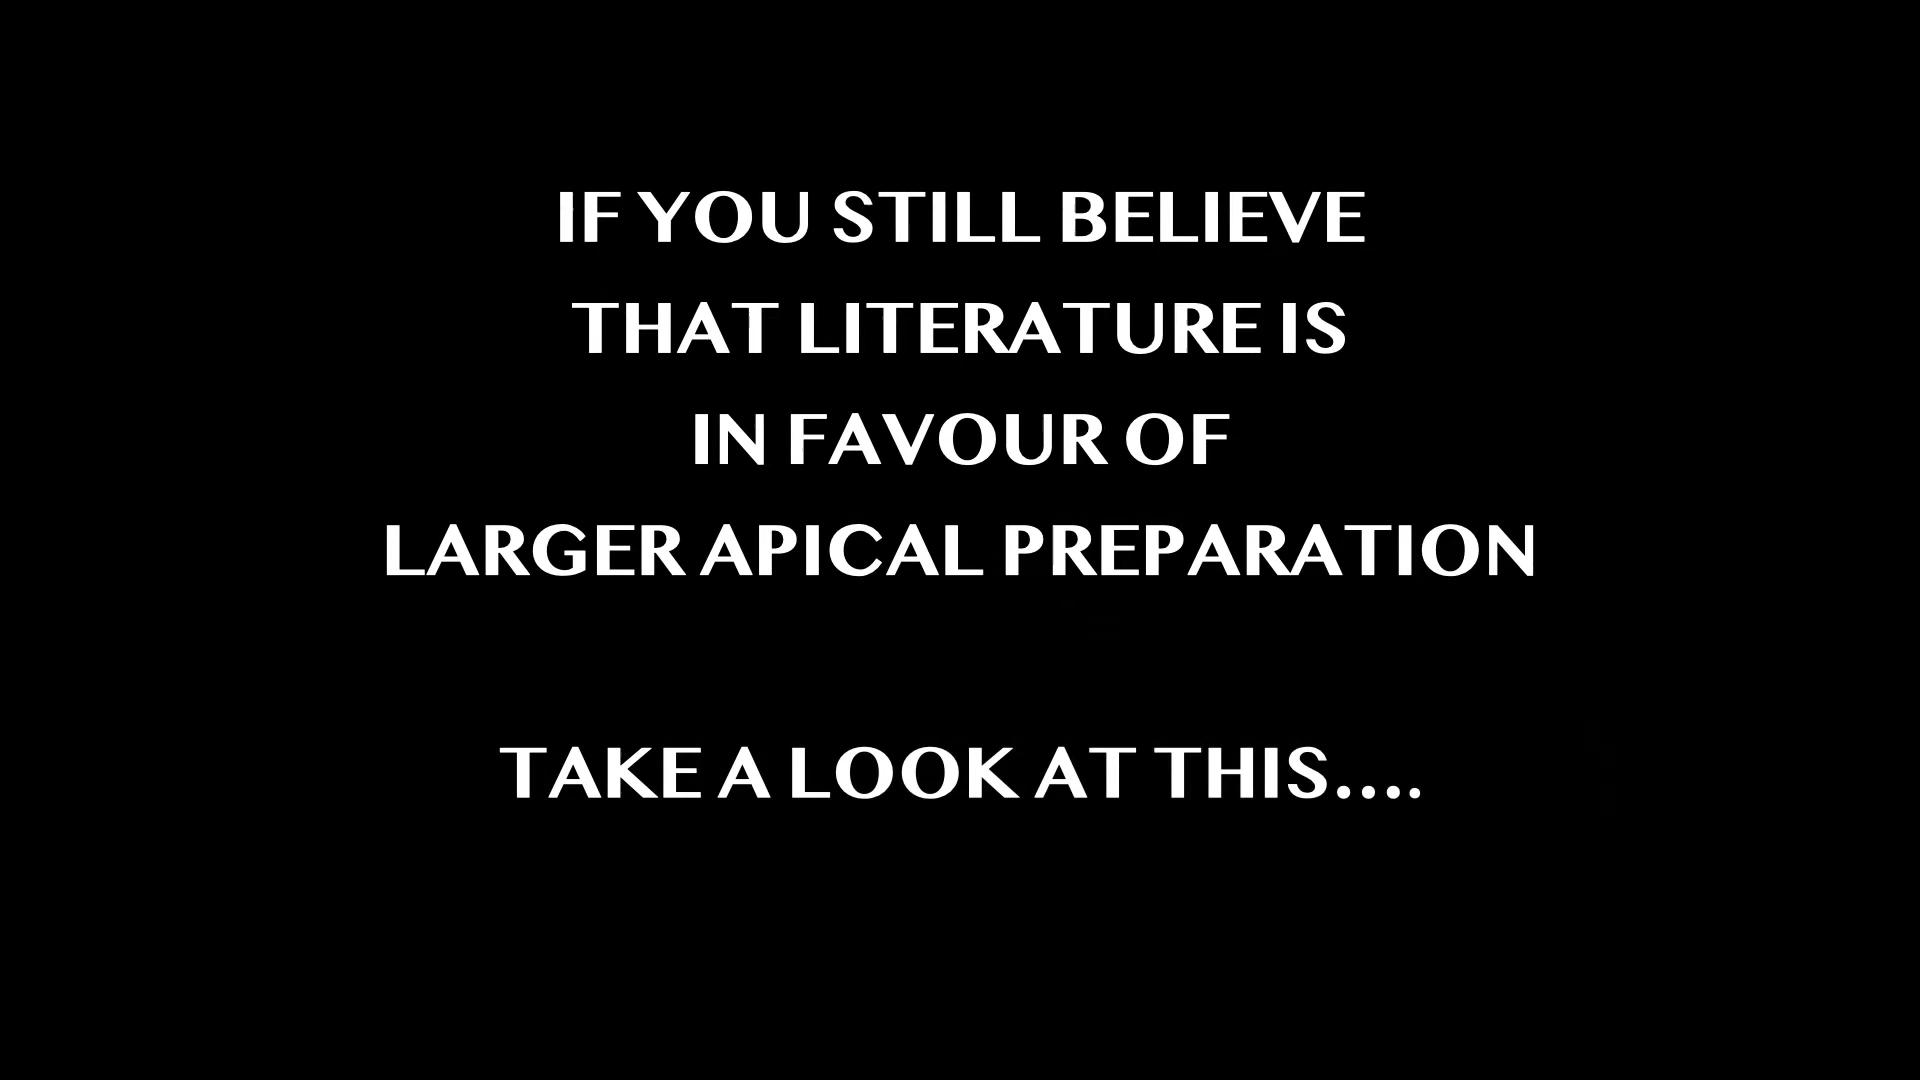 IF YOU STILL BELIEVE
THAT LITERATURE IS
IN FAVOUR OF
LARGER APICAL PREPARATION
TAKE A LOOK AT THIS....